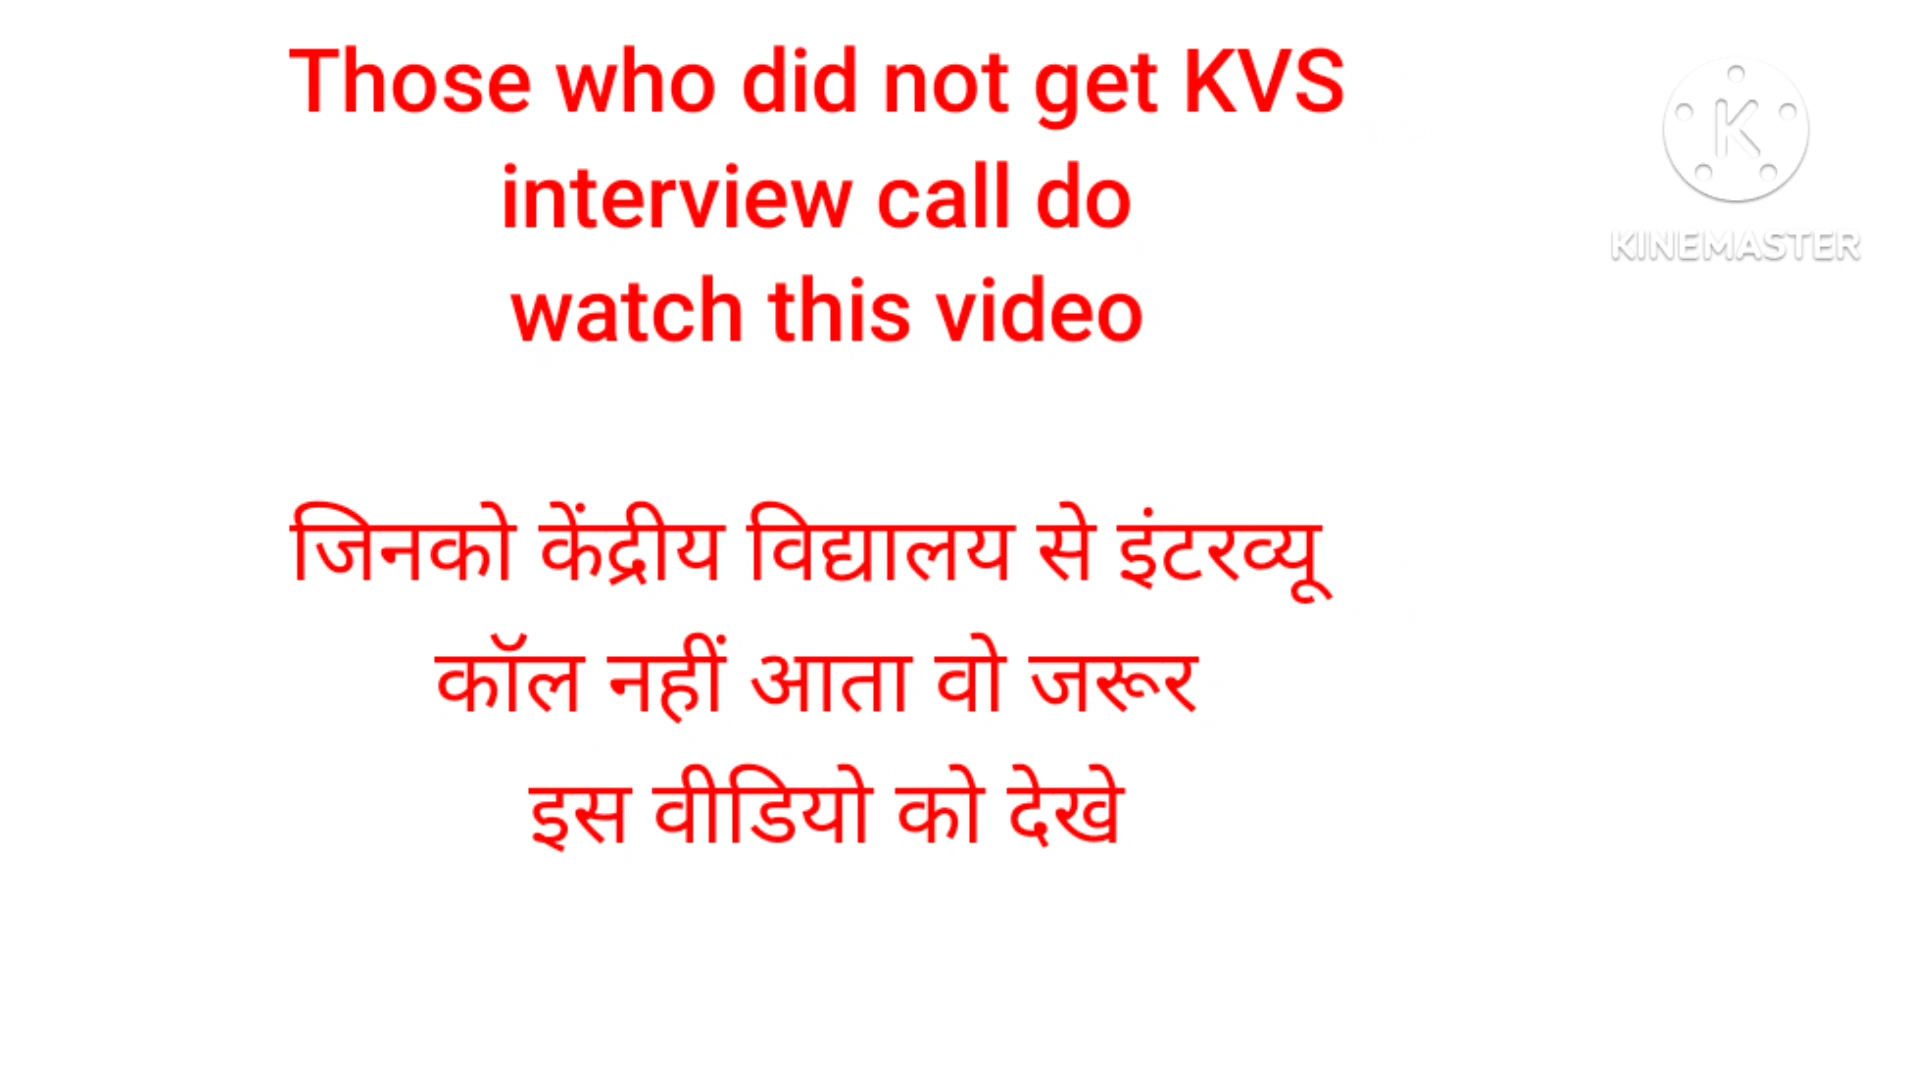 Those who did not get KVS
interview call do
watch this video
जिनको केंद्रीय विद्यालय से इंटरव्यू
कॉल नहीं आता वो जरूर
इस वीडियो को देखे
K
KINEMASTER